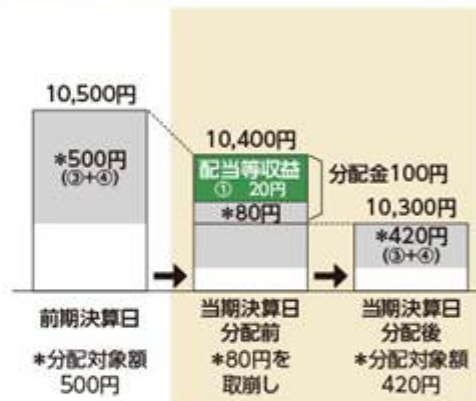 10,500円
*500円
(③+④)
10,400円
配当等収益
① 20円
*80円
分配金100円
10,300円
*420円
(③+④)
前期決算日
*分配対象額
500円
当期決算日
分配前
*80円を
取崩し
当期決算日
分配後
*分配対象額
420円